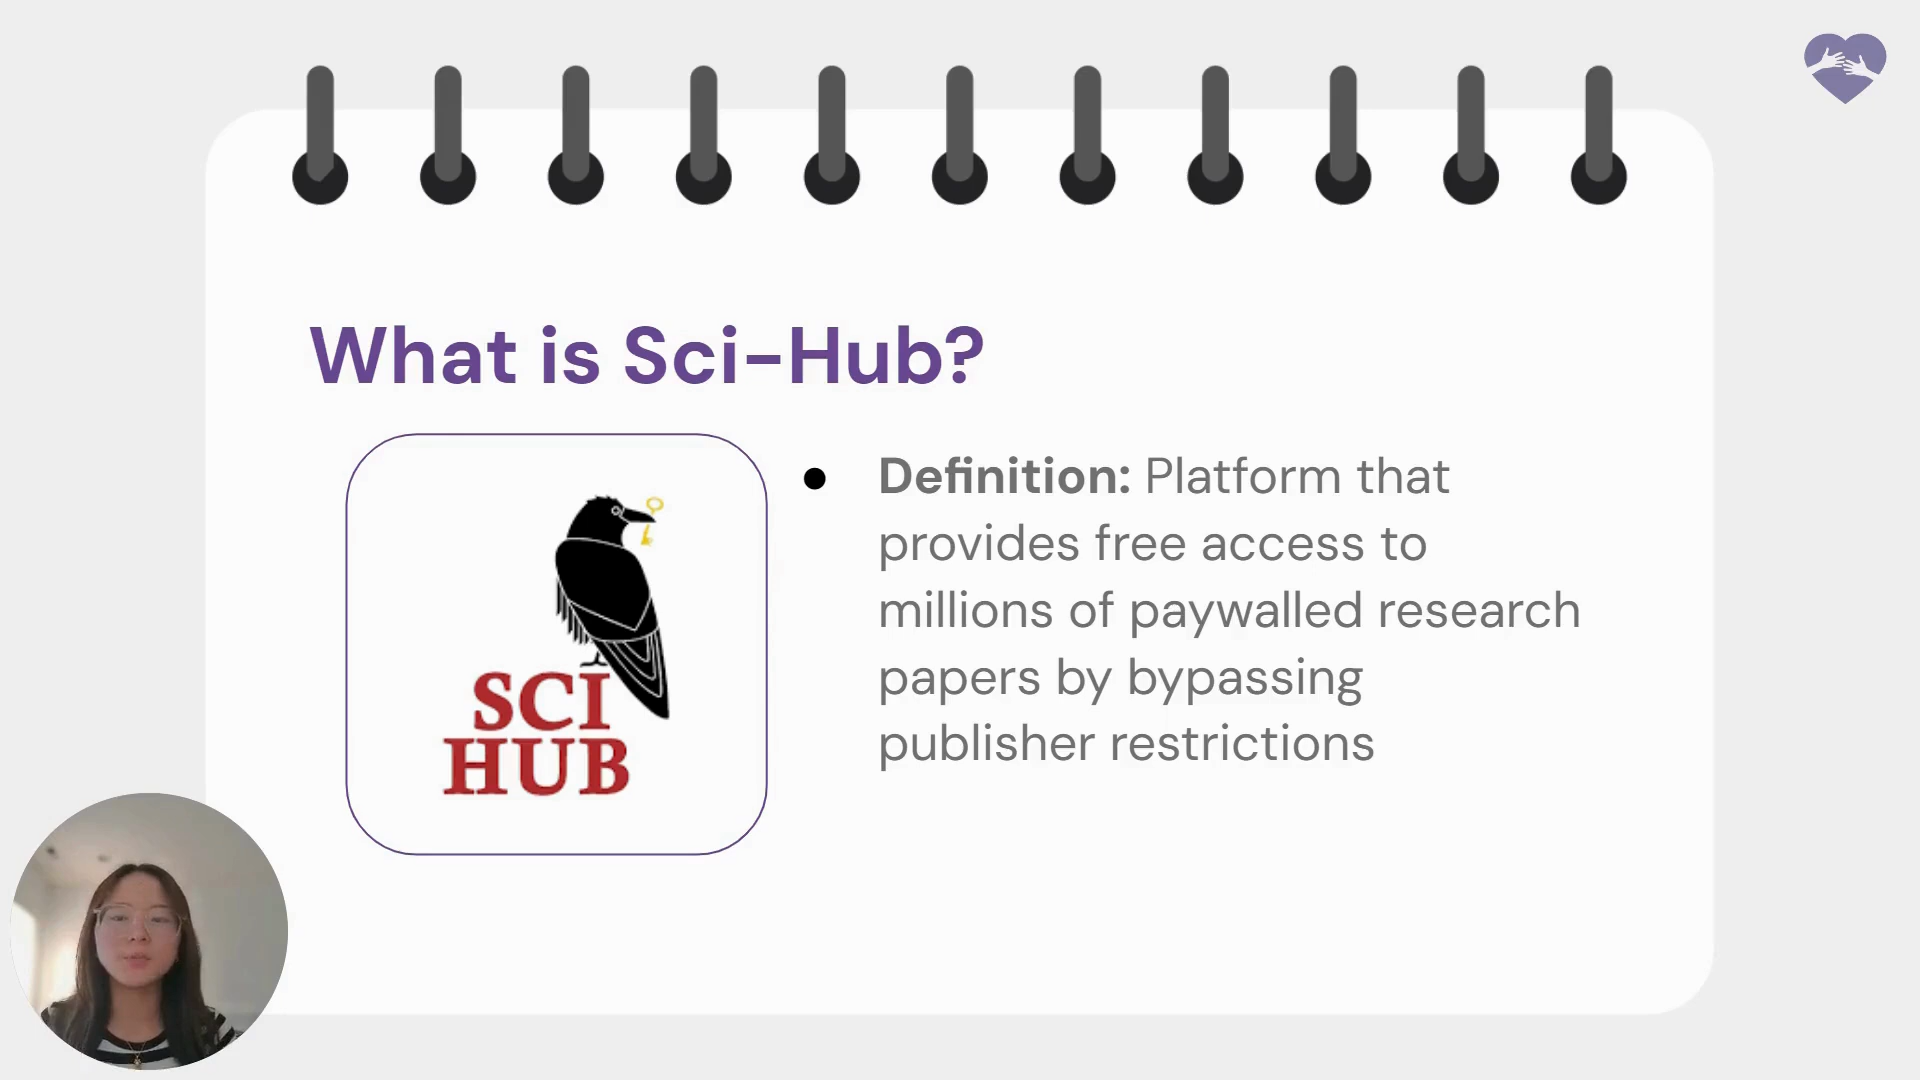 What is Sci-Hub?
SCI
HUB
● Definition: Platform that
provides free access to
millions of paywalled research
papers by bypassing
publisher restrictions